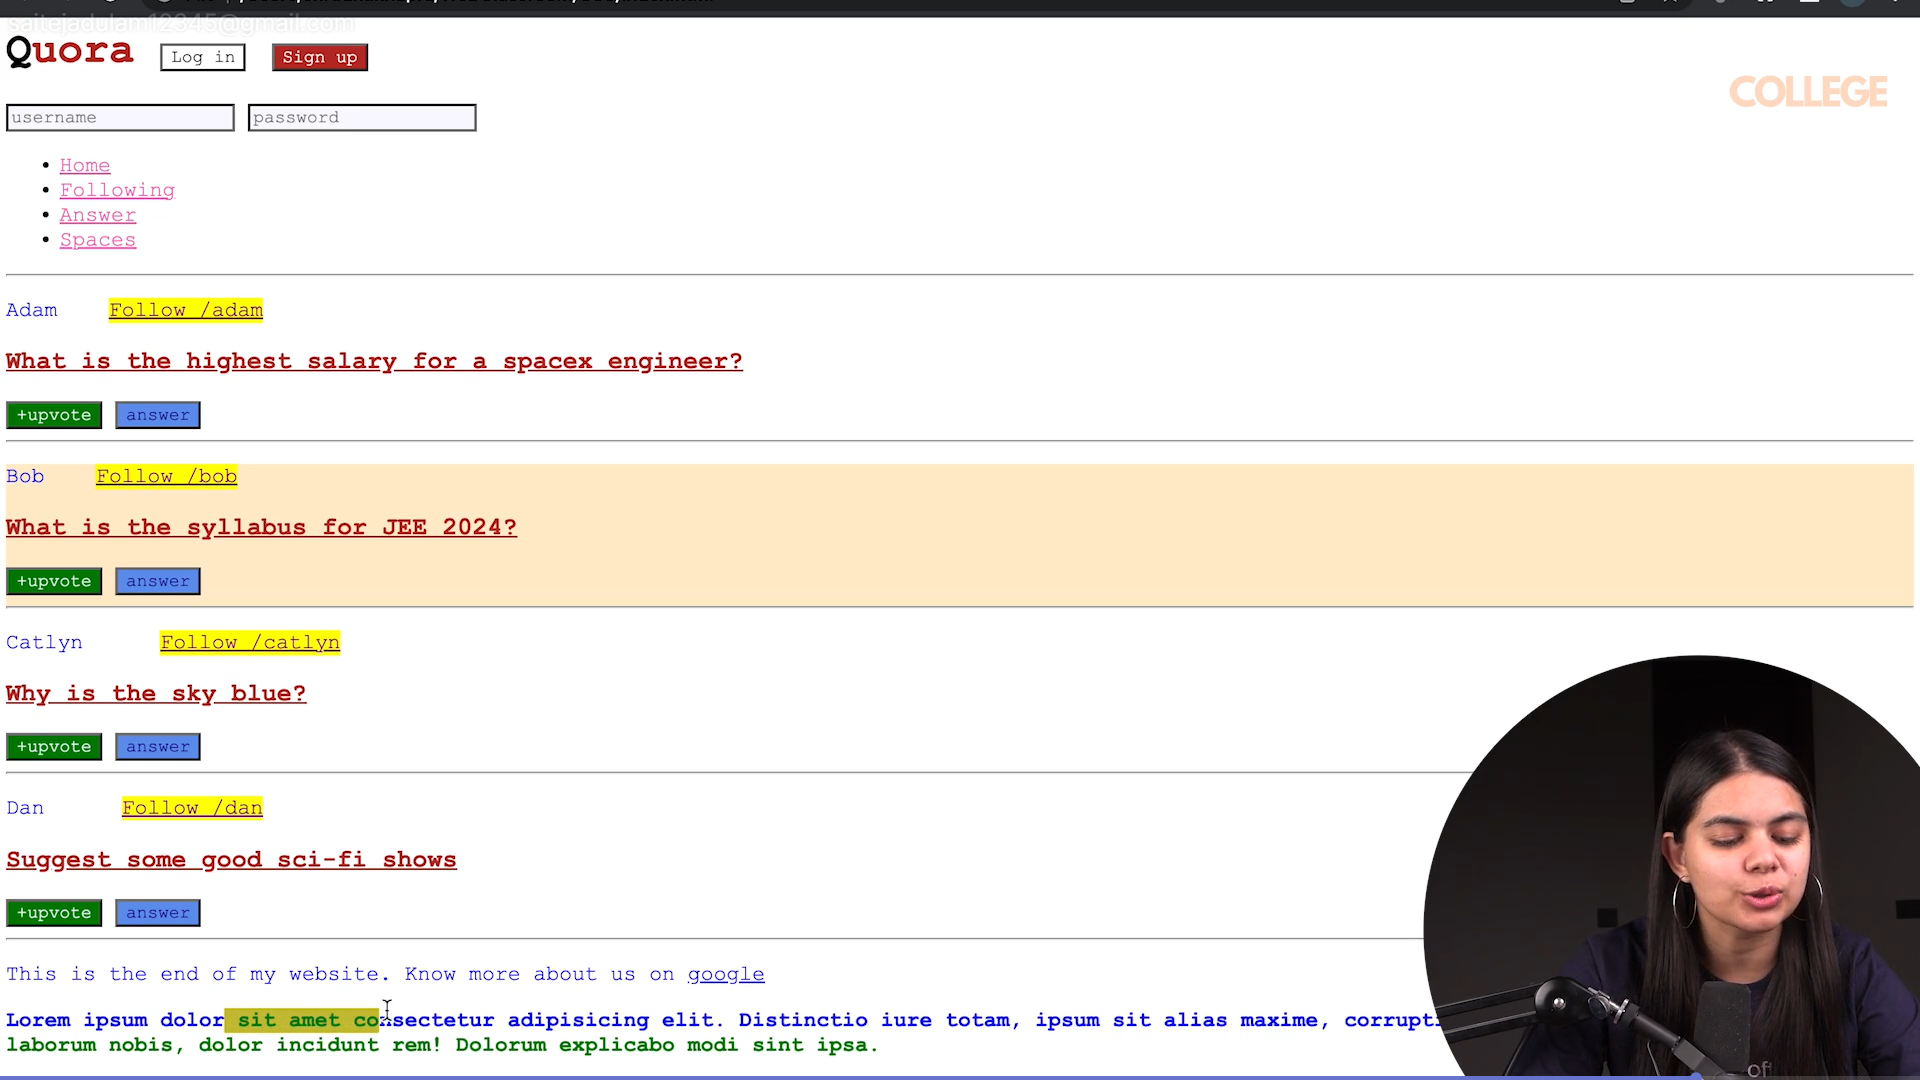 saitejadulam12345@gmail.com
Quora Log in Sign up
COLLEGE
username password
Home
Following
Answer
Spaces
Adam Follow /adam
What is the highest salary for a spacex engineer?
+upvote answer
Bob Follow /bob
What is the syllabus for JEE 2024?
+upvote answer
Catlyn Follow /catlyn
Why is the sky blue?
+upvote answer
Dan Follow /dan
Suggest some good sci-fi shows
+upvote answer
This is the end of my website. Know more about us on google
Lorem ipsum dolor sit amet consectetur adipisicing elit. Distinctio iure totam, ipsum sit alias maxime,
laborum nobis, dolor incidunt rem! Dolorum explicabo modi sint ipsa.